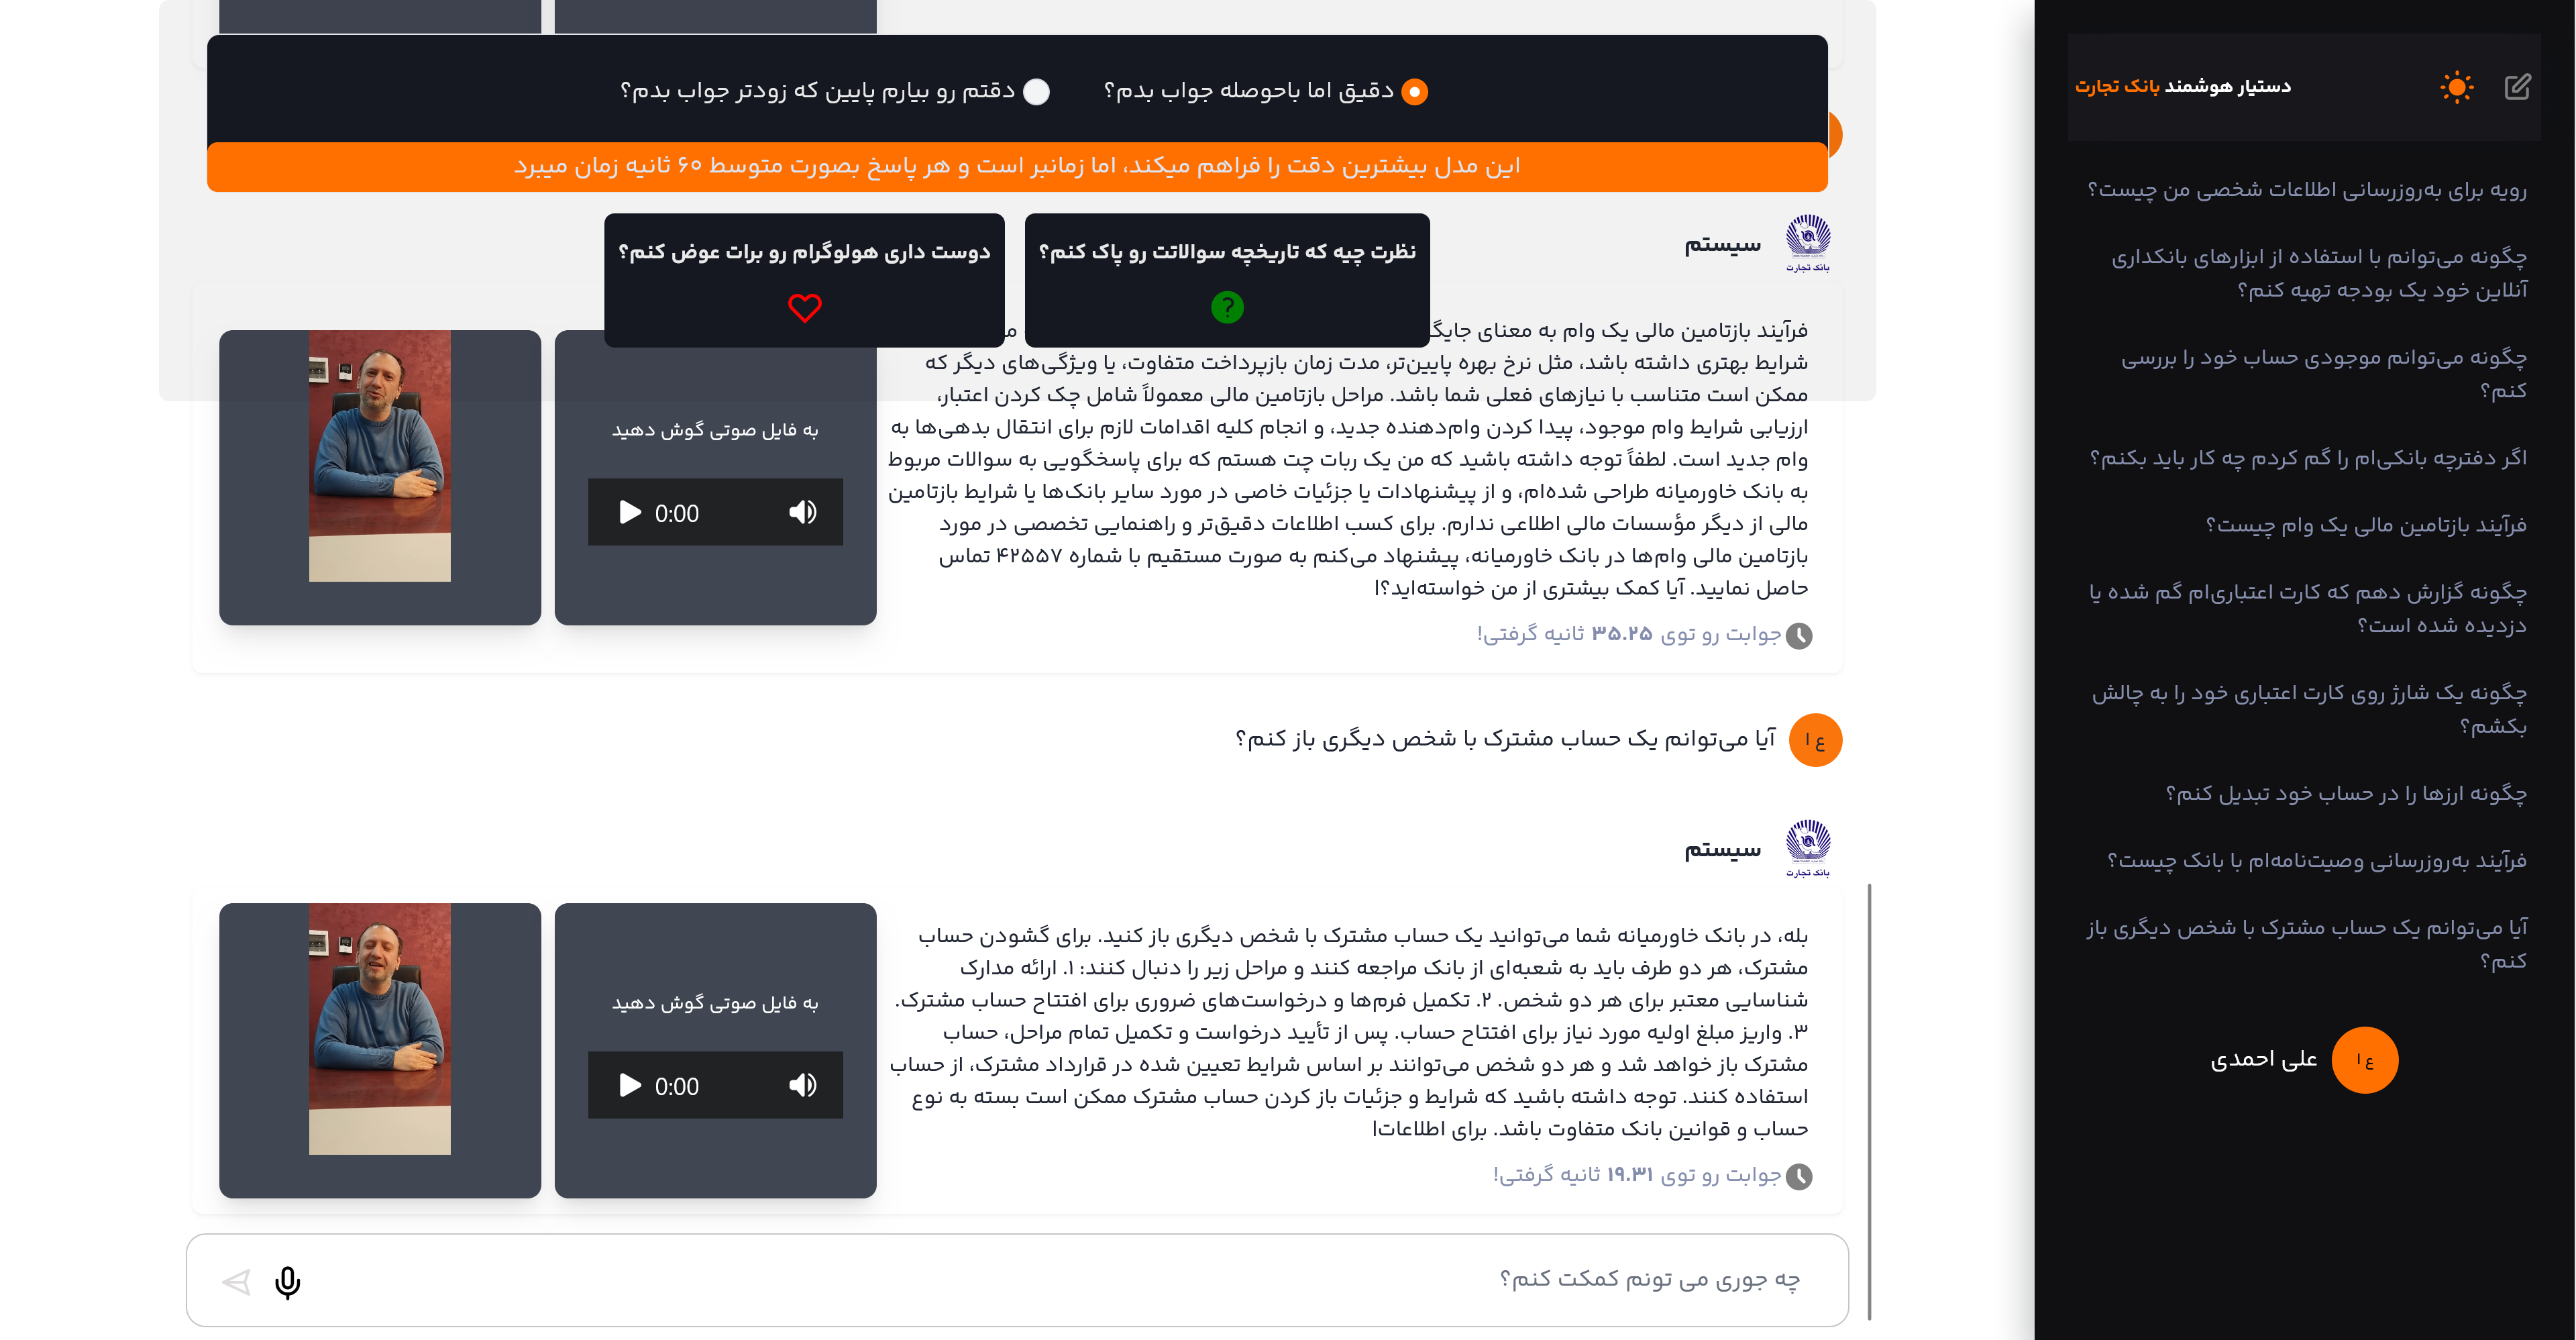 دستیار هوشمند بانک تجارت
رویه برای به‌روزرسانی اطلاعات شخصی من چیست؟
چگونه می‌توانم با استفاده از ابزارهای بانکداری
آنلاین خود یک بودجه تهیه کنم؟
چگونه می‌توانم موجودی حساب خود را بررسی
کنم؟
اگر دفترچه بانکی‌ام را گم کردم چه کار باید بکنم؟
فرآیند بازتامین مالی یک وام چیست؟
چگونه گزارش دهم که کارت اعتباری‌ام گم شده یا
دزدیده شده است؟
چگونه یک شارژ روی کارت اعتباری خود را به چالش
بکشم؟
چگونه ارزها را در حساب خود تبدیل کنم؟
فرآیند به‌روزرسانی وصیت‌نامه‌ام با بانک چیست؟
آیا می‌توانم یک حساب مشترک با شخص دیگری باز
کنم؟
ع ا
علی احمدی
دقیق اما باحوصله جواب بدم؟
دقتم رو بیارم پایین که زودتر جواب بدم؟
این مدل بیشترین دقت را فراهم میکند، اما زمانبر است و هر پاسخ بصورت متوسط ۶۰ ثانیه زمان میبرد
نظرت چیه که تاریخچه سوالاتت رو پاک کنم؟
دوست داری هولوگرام رو برات عوض کنم؟
بانک تجارت
سیستم
فرآیند بازتامین مالی یک وام به معنای
شرایط بهتری داشته باشد، مثل نرخ بهره پایین‌تر، مدت زمان بازپرداخت متفاوت، یا ویژگی‌های دیگر که
ممکن است متناسب با نیازهای فعلی شما باشد. مراحل بازتامین مالی معمولاً شامل چک کردن اعتبار،
ارزیابی شرایط وام موجود، پیدا کردن وام‌دهنده جدید، و انجام کلیه اقدامات لازم برای انتقال بدهی‌ها به
وام جدید است. لطفاً توجه داشته باشید که من یک ربات چت هستم که برای پاسخگویی به سوالات مربوط
به بانک خاورمیانه طراحی شده‌ام، و از پیشنهادات یا جزئیات خاصی در مورد سایر بانک‌ها یا شرایط بازتامین
مالی از دیگر مؤسسات مالی اطلاعی ندارم. برای کسب اطلاعات دقیق‌تر و راهنمایی تخصصی در مورد
بازتامین مالی وام‌ها در بانک خاورمیانه، پیشنهاد می‌کنم به صورت مستقیم با شماره ۴۲۵۵۷ تماس
حاصل نمایید. آیا کمک بیشتری از من خواسته‌اید؟|
جوابت رو توی ۳۵.۲۵ ثانیه گرفتی!
به فایل صوتی گوش دهید
0:00
ع ا
آیا می‌توانم یک حساب مشترک با شخص دیگری باز کنم؟
بانک تجارت
سیستم
بله، در بانک خاورمیانه شما می‌توانید یک حساب مشترک با شخص دیگری باز کنید. برای گشودن حساب
مشترک، هر دو طرف باید به شعبه‌ای از بانک مراجعه کنند و مراحل زیر را دنبال کنند: ۱. ارائه مدارک
شناسایی معتبر برای هر دو شخص. ۲. تکمیل فرم‌ها و درخواست‌های ضروری برای افتتاح حساب مشترک.
۳. واریز مبلغ اولیه مورد نیاز برای افتتاح حساب. پس از تأیید درخواست و تکمیل تمام مراحل، حساب
مشترک باز خواهد شد و هر دو شخص می‌توانند بر اساس شرایط تعیین شده در قرارداد مشترک، از حساب
استفاده کنند. توجه داشته باشید که شرایط و جزئیات باز کردن حساب مشترک ممکن است بسته به نوع
حساب و قوانین بانک متفاوت باشد. برای اطلاعات|
جوابت رو توی ۱۹.۳۱ ثانیه گرفتی!
به فایل صوتی گوش دهید
0:00
چه جوری می تونم کمکت کنم؟